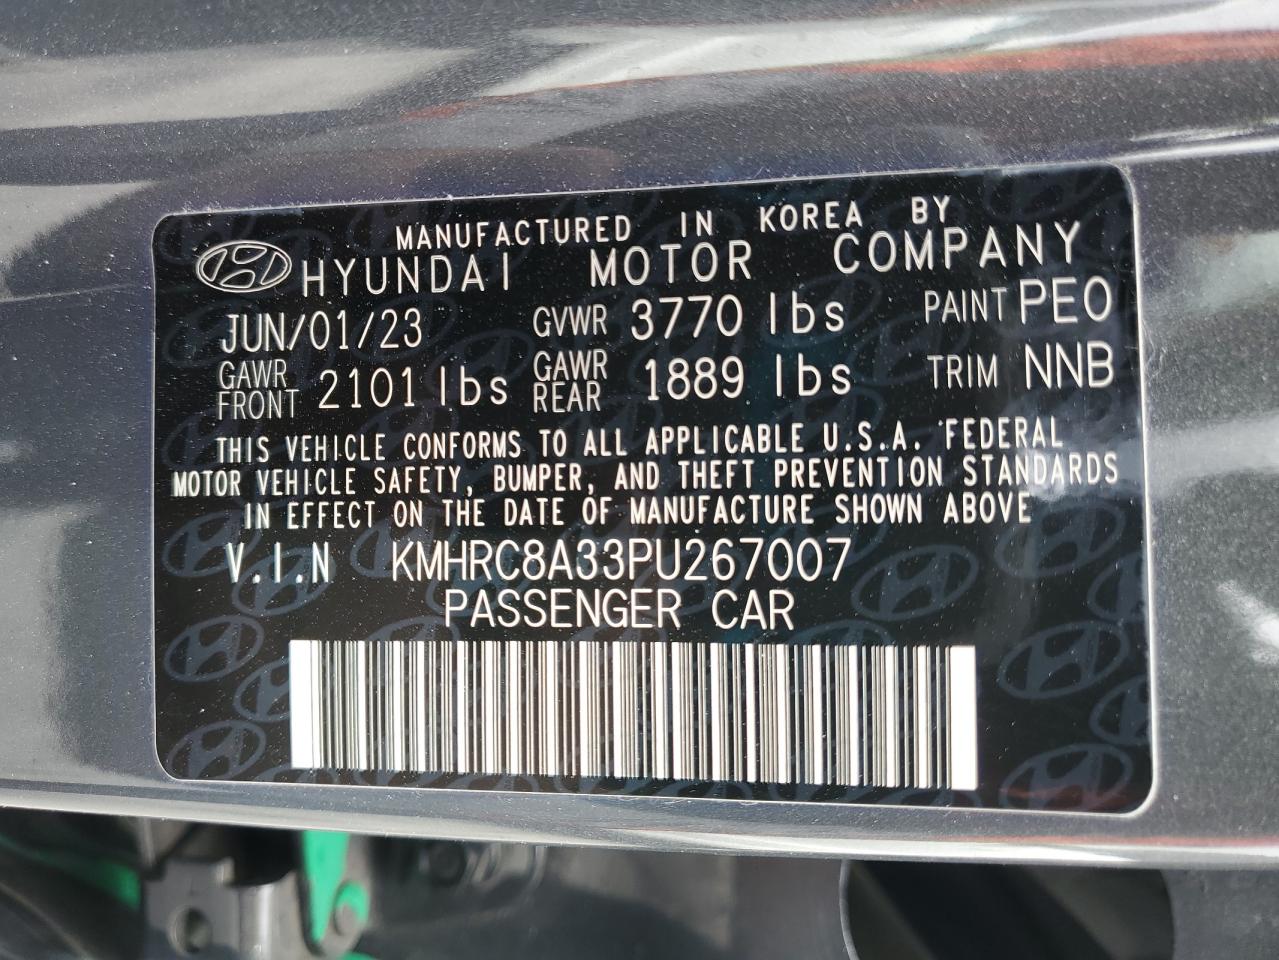 MANUFACTURED IN KOREA BY
HYUNDAI MOTOR COMPANY
JUN/01/23 GVWR 3770 lbs PAINT PE0
GAWR FRONT 2101 lbs GAWR REAR 1889 lbs TRIM NNB
THIS VEHICLE CONFORMS TO ALL APPLICABLE U.S.A. FEDERAL
MOTOR VEHICLE SAFETY, BUMPER, AND THEFT PREVENTION STANDARDS
IN EFFECT ON THE DATE OF MANUFACTURE SHOWN ABOVE
V.I.N KMHRC8A33PU267007
PASSENGER CAR